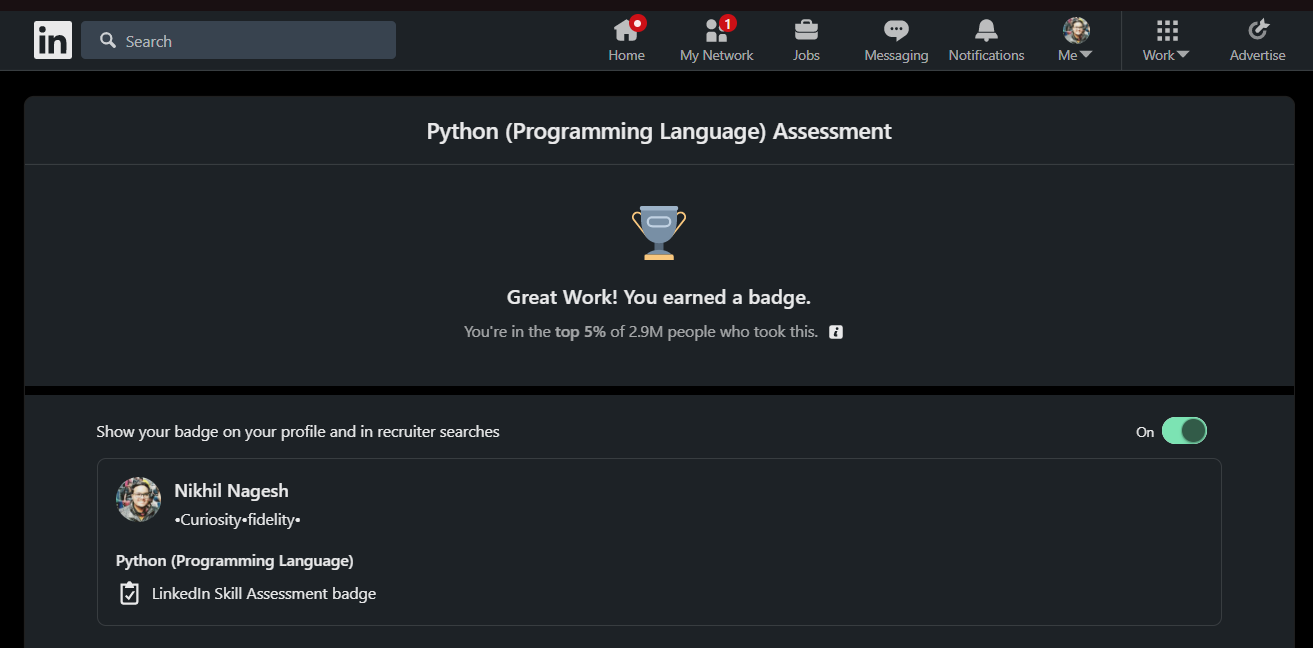 in
Search
1
Home
My Network
Jobs
Messaging
Notifications
Me
Work
Advertise
Python (Programming Language) Assessment
Great Work! You earned a badge.
You're in the top 5% of 2.9M people who took this.
Show your badge on your profile and in recruiter searches
On
Nikhil Nagesh
•Curiosity•fidelity•
Python (Programming Language)
LinkedIn Skill Assessment badge